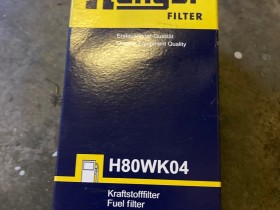 FILTER
Erstausrüster-Qualität
Original Equipment Quality
H80WK04
Kraftstofffilter
Fuel filter